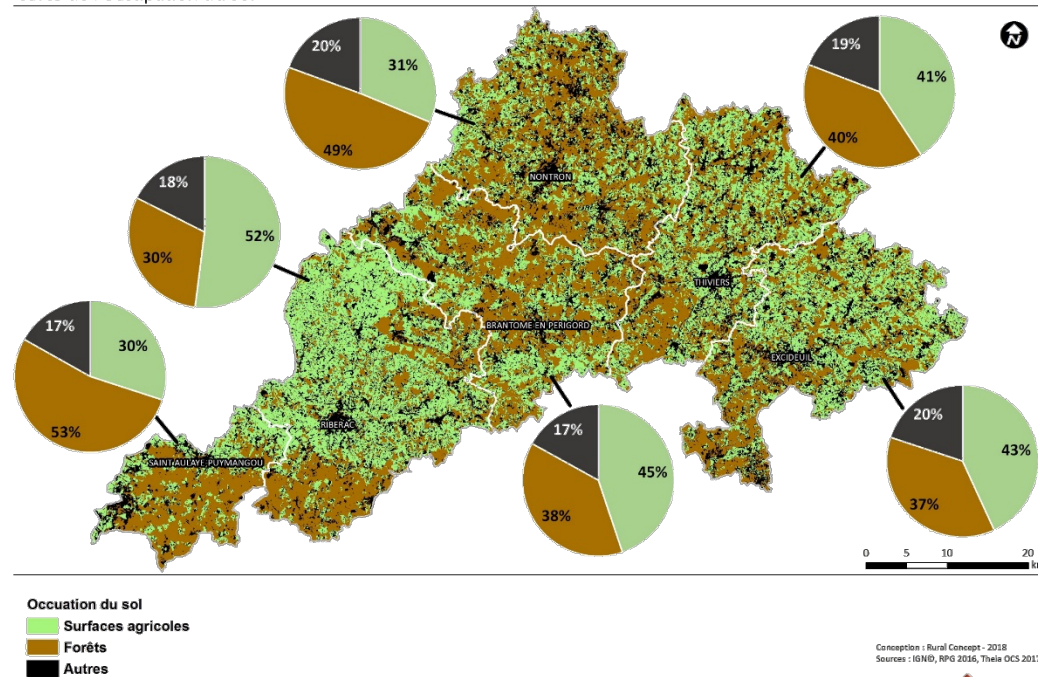 20%
31%
49%
19%
41%
40%
18%
52%
30%
17%
30%
53%
NONTRON
THIVIERS
BRANTOME EN PERIGORD
EXCIDEUIL
RIBERAC
SAINT AULAYE-PUYMANGOU
17%
45%
38%
20%
43%
37%
N
0 5 10 20
km
Occuation du sol
Surfaces agricoles
Forêts
Autres
Conception : Rural Concept - 2018
Sources : IGN©, RPG 2016, Theia OCS 2017